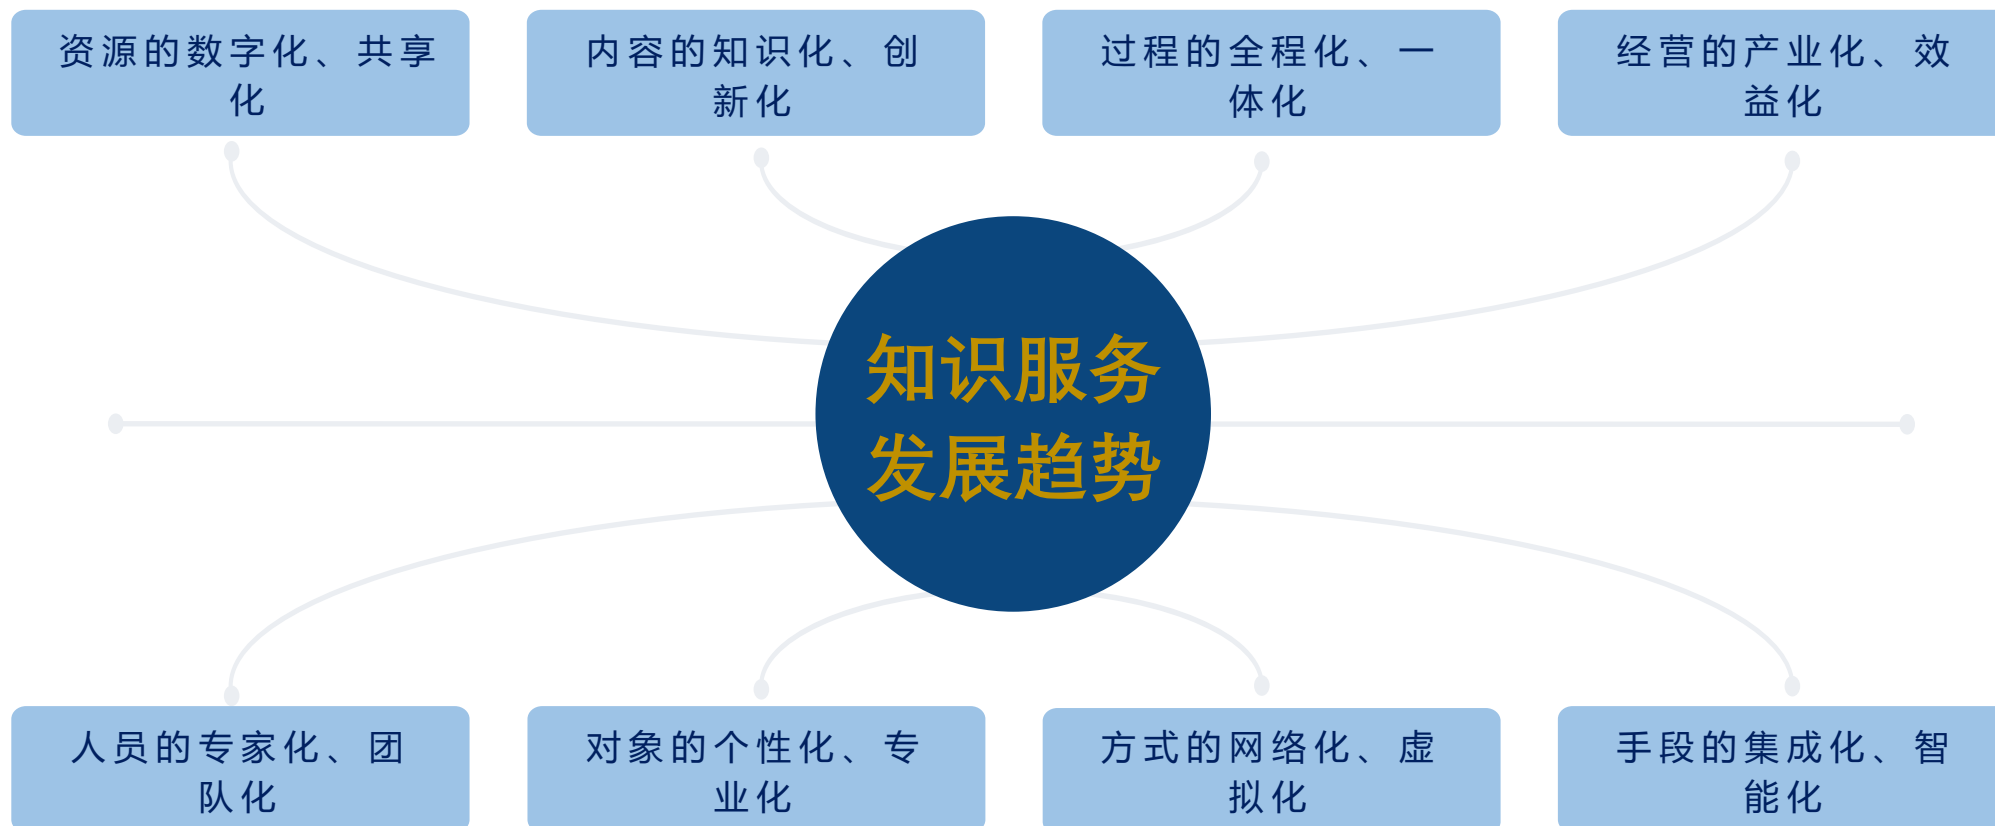 资源的数字化、共享
化
内容的知识化、创
新化
过程的全程化、一
体化
经营的产业化、效
益化
知识服务
发展趋势
人员的专家化、团
队化
对象的个性化、专
业化
方式的网络化、虚
拟化
手段的集成化、智
能化